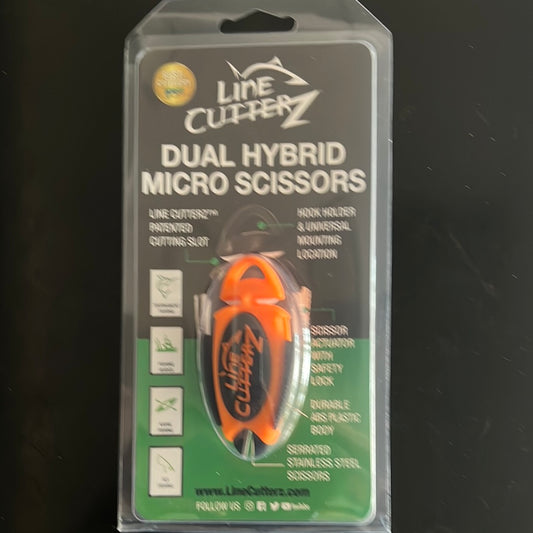 LINE
CUTTERZ
DUAL HYBRID
MICRO SCISSORS
LINE CUTTERZ™
PATENTED
CUTTING SLOT
HOOK HOLDER
& UNIVERSAL
MOUNTING
LOCATION
SCISSOR
ACTUATOR
WITH
SAFETY
LOCK
LINE
CUTTERZ
DURABLE
ABS PLASTIC
BODY
SERRATED
STAINLESS STEEL
SCISSORS
www.LineCutterz.com
FOLLOW US